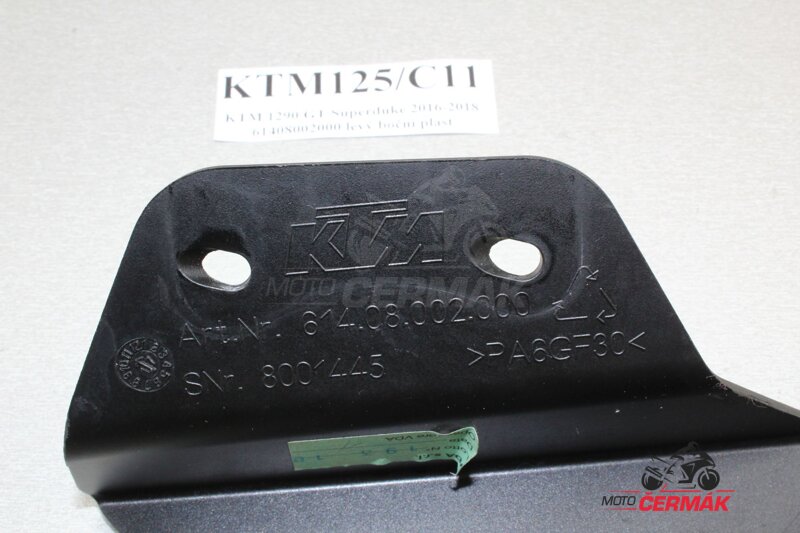 KTM125/C11
KTM 1290 GT Superduke 2016-2018
61408002000 levý boční plast
KTM
MOTO ČERMÁK
Art.Nr. 614.08.002.000
SNr. 8001445
>PA6GF30<
MOTO ČERMÁK